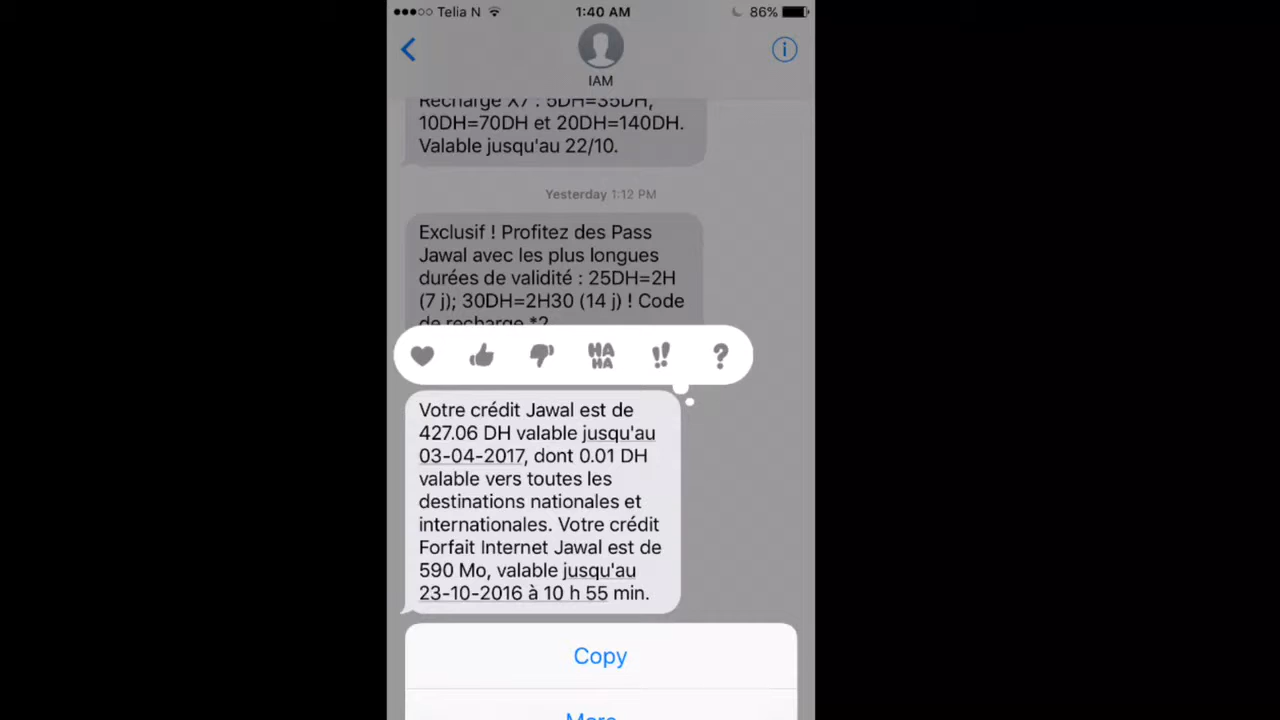 Telia N
1:40 AM
86%
IAM
Recharge X7 : 5DH=35DH,
10DH=70DH et 20DH=140DH.
Valable jusqu'au 22/10.
Yesterday 1:12 PM
Exclusif ! Profitez des Pass
Jawal avec les plus longues
durées de validité : 25DH=2H
(7 j); 30DH=2H30 (14 j) ! Code
de recharge *2
HA
HA
!!
?
Votre crédit Jawal est de
427.06 DH valable jusqu'au
03-04-2017, dont 0.01 DH
valable vers toutes les
destinations nationales et
internationales. Votre crédit
Forfait Internet Jawal est de
590 Mo, valable jusqu'au
23-10-2016 à 10 h 55 min.
Copy
More...